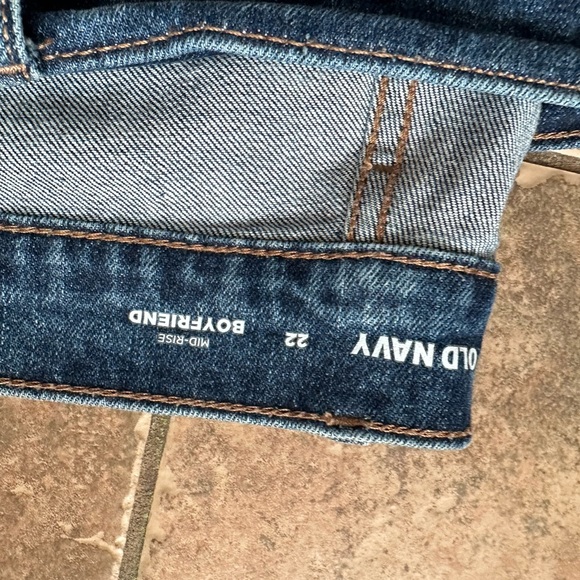 OLD NAVY
22
MID-RISE
BOYFRIEND